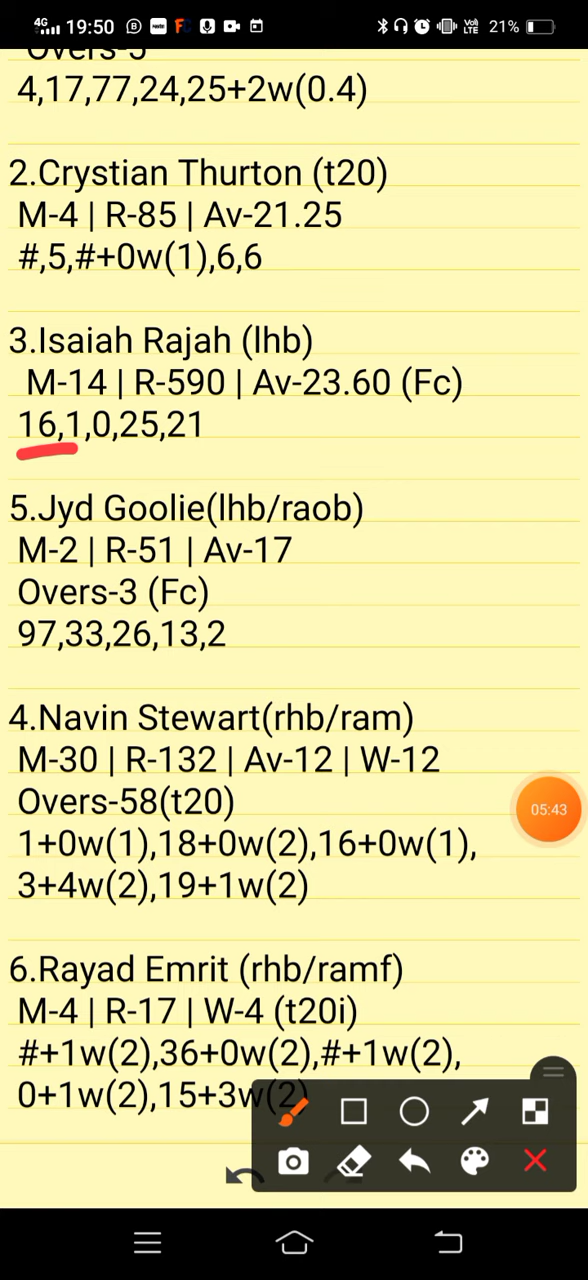 4G 19:50 Vo)) LTE 21%
Overs-5
4,17,77,24,25+2w(0.4)
2.Crystian Thurton (t20)
M-4 | R-85 | Av-21.25
#,5,#+0w(1),6,6
3.Isaiah Rajah (lhb)
M-14 | R-590 | Av-23.60 (Fc)
16,1,0,25,21
5.Jyd Goolie(lhb/raob)
M-2 | R-51 | Av-17
Overs-3 (Fc)
97,33,26,13,2
4.Navin Stewart(rhb/ram)
M-30 | R-132 | Av-12 | W-12
Overs-58(t20)
05:43
1+0w(1),18+0w(2),16+0w(1),
3+4w(2),19+1w(2)
6.Rayad Emrit (rhb/ramf)
M-4 | R-17 | W-4 (t20i)
#+1w(2),36+0w(2),#+1w(2),
0+1w(2),15+3w(2)